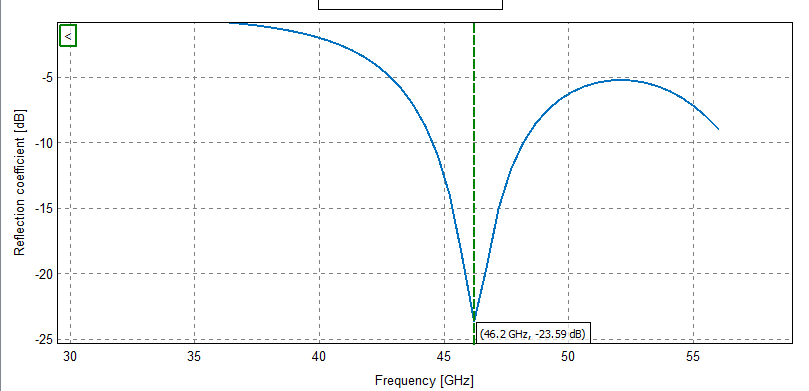 <
-5
-10
-15
-20
-25
Reflection coefficient [dB]
(46.2 GHz, -23.59 dB)
30 35 40 45 50 55
Frequency [GHz]